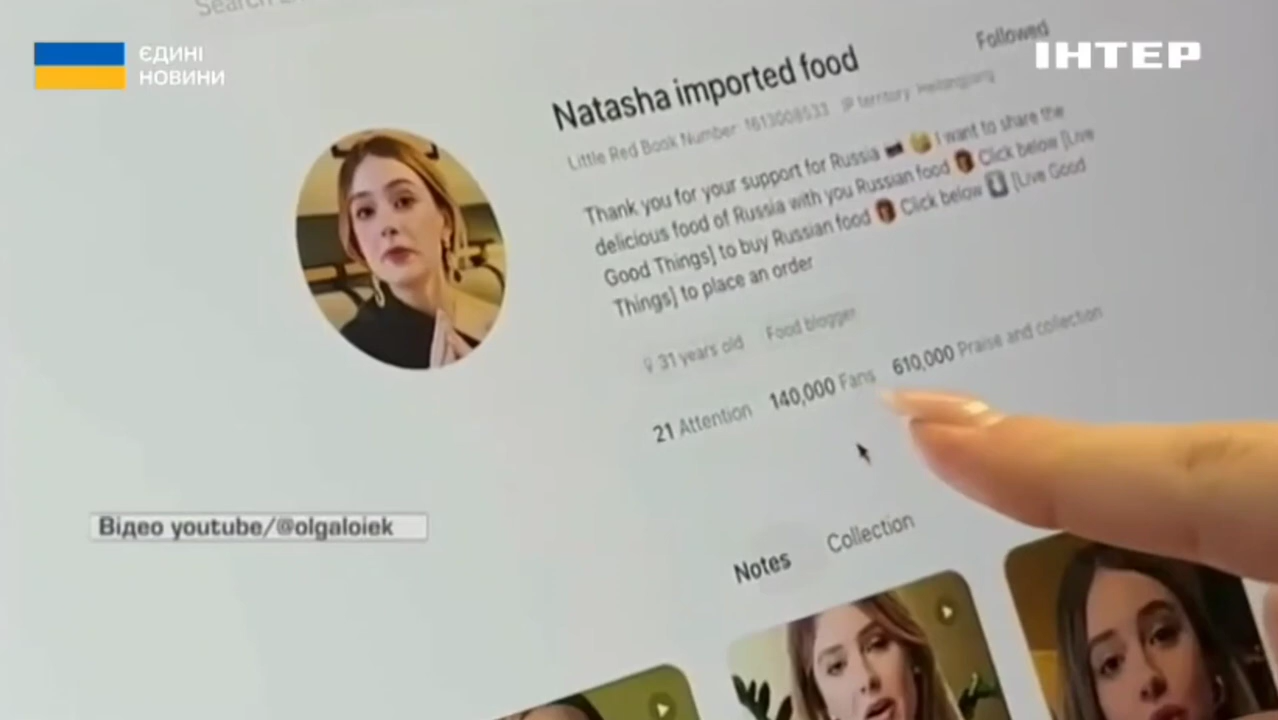 Search
ЄДИНІ
НОВИНИ
ІНТЕР
Followed
Natasha imported food
Little Red Book Number: 1613008533 IP territory: Heilongjiang
Thank you for your support for Russia I want to share the
delicious food of Russia with you Russian food Click below [Live
Good Things] to buy Russian food Click below [Live Good
Things] to place an order
31 years old Food blogger
21 Attention 140,000 Fans 610,000 Praise and collection
Відео youtube/@olgaloiek
Notes Collection